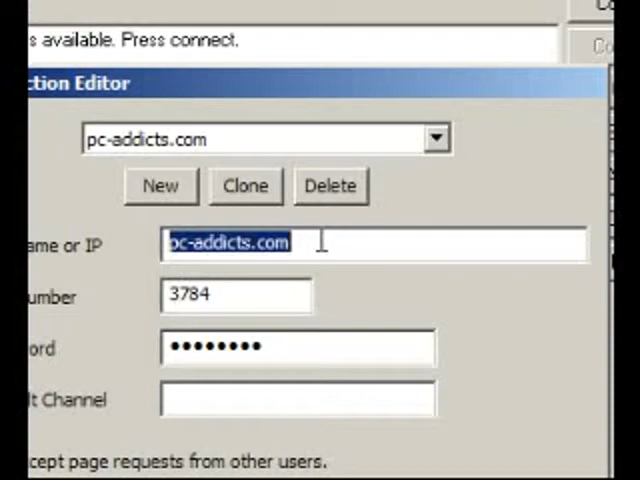 s available. Press connect.
Co
ction Editor
pc-addicts.com
New Clone Delete
ame or IP pc-addicts.com
umber 3784
ord ••••••••
lt Channel
cept page requests from other users.